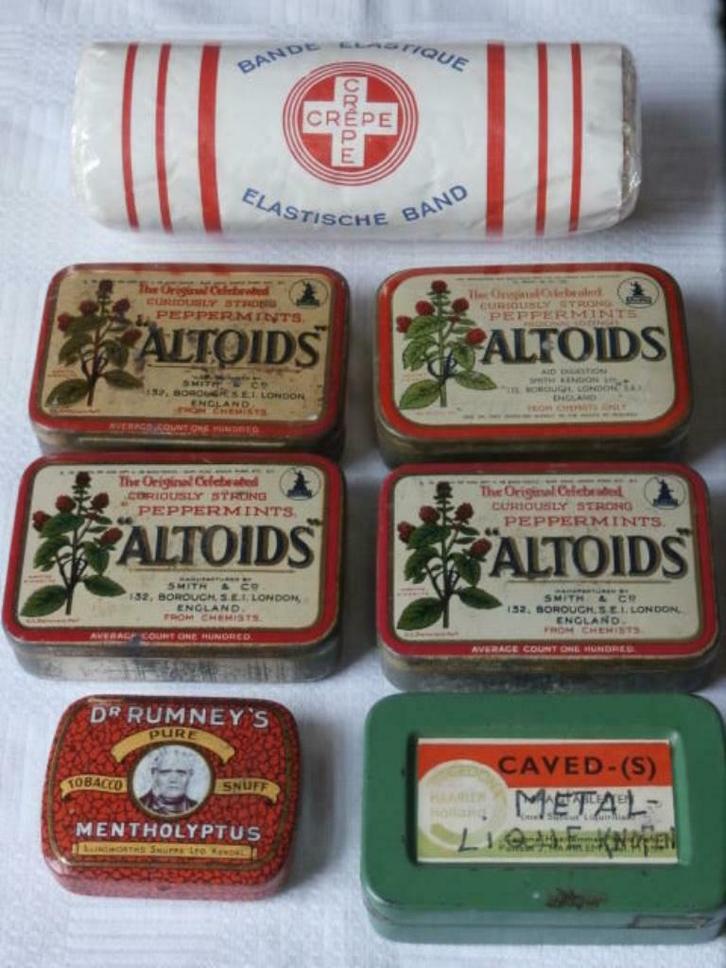 BANDE ELASTIQUE
CRÊPE
CRÊPE
ELASTISCHE BAND
The Original Celebrated
CURIOUSLY STRONG
PEPPERMINTS.
"ALTOIDS"
MANUFACTURED BY
SMITH & Co
132, BOROUGH, S.E.1. LONDON,
ENGLAND.
FROM CHEMISTS.
AVERAGE COUNT ONE HUNDRED.
The Original Celebrated
CURIOUSLY STRONG
PEPPERMINTS
"ALTOIDS"
AID DIGESTION
SMITH KENDON Ltd.
132, BOROUGH, LONDON, S.E.1.
ENGLAND
FROM CHEMISTS ONLY
The Original Celebrated
CURIOUSLY STRONG
PEPPERMINTS.
"ALTOIDS"
MANUFACTURED BY
SMITH & Co
132, BOROUGH, S.E.1. LONDON,
ENGLAND.
FROM CHEMISTS.
AVERAGE COUNT ONE HUNDRED.
The Original Celebrated
CURIOUSLY STRONG
PEPPERMINTS.
"ALTOIDS"
MANUFACTURED BY
SMITH & Co
132, BOROUGH, S.E.1. LONDON,
ENGLAND.
FROM CHEMISTS.
AVERAGE COUNT ONE HUNDRED.
DR RUMNEY'S
PURE
TOBACCO SNUFF
MENTHOLYPTUS
ILLINGWORTHS SNUFFS LTD KENDAL
CAVED-(S)
METAL-